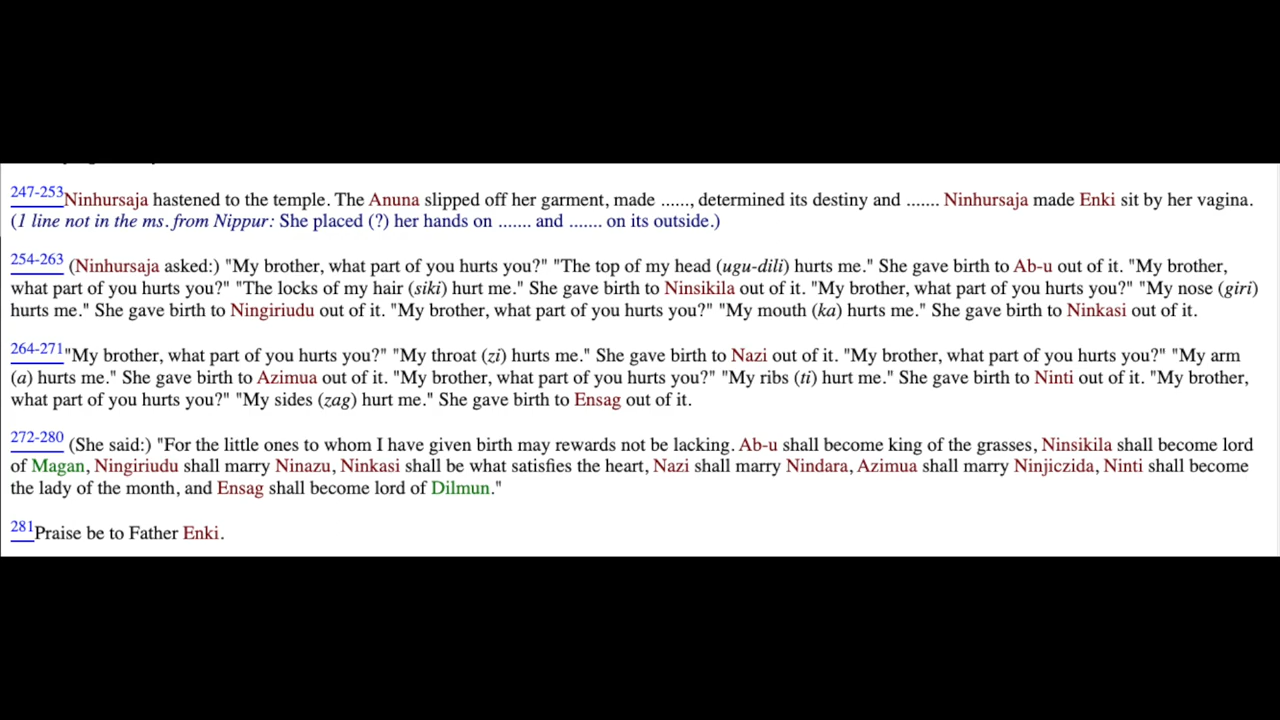 247-253Ninhursaja hastened to the temple. The Anuna slipped off her garment, made ......, determined its destiny and ....... Ninhursaja made Enki sit by her vagina.
(1 line not in the ms. from Nippur: She placed (?) her hands on ....... and ....... on its outside.)
254-263 (Ninhursaja asked:) "My brother, what part of you hurts you?" "The top of my head (ugu-dili) hurts me." She gave birth to Ab-u out of it. "My brother,
what part of you hurts you?" "The locks of my hair (siki) hurt me." She gave birth to Ninsikila out of it. "My brother, what part of you hurts you?" "My nose (giri)
hurts me." She gave birth to Ningiriudu out of it. "My brother, what part of you hurts you?" "My mouth (ka) hurts me." She gave birth to Ninkasi out of it.
264-271"My brother, what part of you hurts you?" "My throat (zi) hurts me." She gave birth to Nazi out of it. "My brother, what part of you hurts you?" "My arm
(a) hurts me." She gave birth to Azimua out of it. "My brother, what part of you hurts you?" "My ribs (ti) hurt me." She gave birth to Ninti out of it. "My brother,
what part of you hurts you?" "My sides (zag) hurt me." She gave birth to Ensag out of it.
272-280 (She said:) "For the little ones to whom I have given birth may rewards not be lacking. Ab-u shall become king of the grasses, Ninsikila shall become lord
of Magan, Ningiriudu shall marry Ninazu, Ninkasi shall be what satisfies the heart, Nazi shall marry Nindara, Azimua shall marry Ninjiczida, Ninti shall become
the lady of the month, and Ensag shall become lord of Dilmun."
281Praise be to Father Enki.